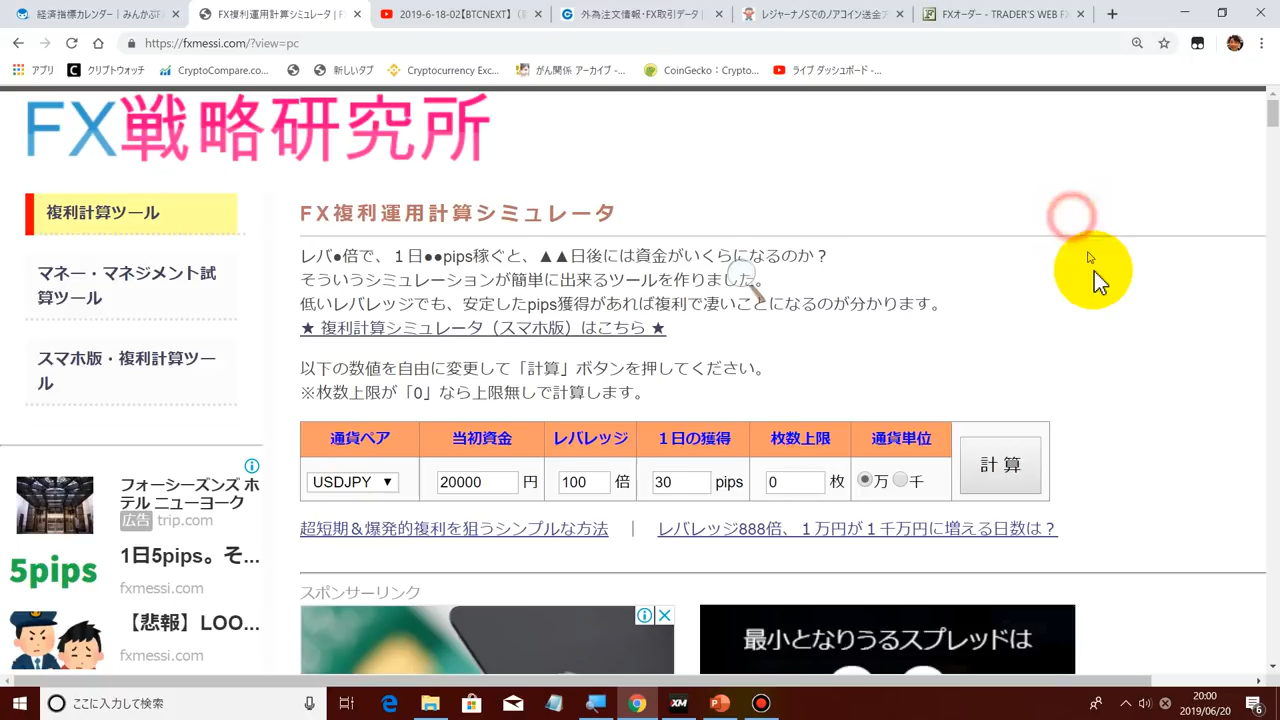 経済指標カレンダー | みんかぶF
FX複利運用計算シミュレータ | F
2019-6-18-02【BTCNEXT】（
外為注文情報・FX取引データ |
レジャーナノSでのノアコイン送金ファ
FXオーダー - TRADER'S WEB FX
https://fxmessi.com/?view=pc
アプリ
クリプトウォッチ
CryptoCompare.co...
新しいタブ
Cryptocurrency Exc...
がん関係 アーカイブ -...
CoinGecko：Crypto...
ライブ ダッシュボード -...
FX戦略研究所
複利計算ツール
マネー・マネジメント試
算ツール
スマホ版・複利計算ツー
ル
FX複利運用計算シミュレータ
レバ●倍で、１日●●pips稼ぐと、▲▲日後には資金がいくらになるのか？
そういうシミュレーションが簡単に出来るツールを作りました。
低いレバレッジでも、安定したpips獲得があれば複利で凄いことになるのが分かります。
★ 複利計算シミュレータ（スマホ版）はこちら ★
以下の数値を自由に変更して「計算」ボタンを押してください。
※枚数上限が「0」なら上限無しで計算します。
通貨ペア 当初資金 レバレッジ １日の獲得 枚数上限 通貨単位
USDJPY ▼ 20000 円 100 倍 30 pips 0 枚 万 千
計 算
超短期＆爆発的複利を狙うシンプルな方法 ｜ レバレッジ888倍、１万円が１千万円に増える日数は？
スポンサーリンク
最小となりうるスプレッドは
フォーシーズンズ ホ
テル ニューヨーク
広告 trip.com
5pips
1日5pips。そ...
fxmessi.com
【悲報】LOO...
fxmessi.com
ここに入力して検索
XM
20:00
2019/06/20
6